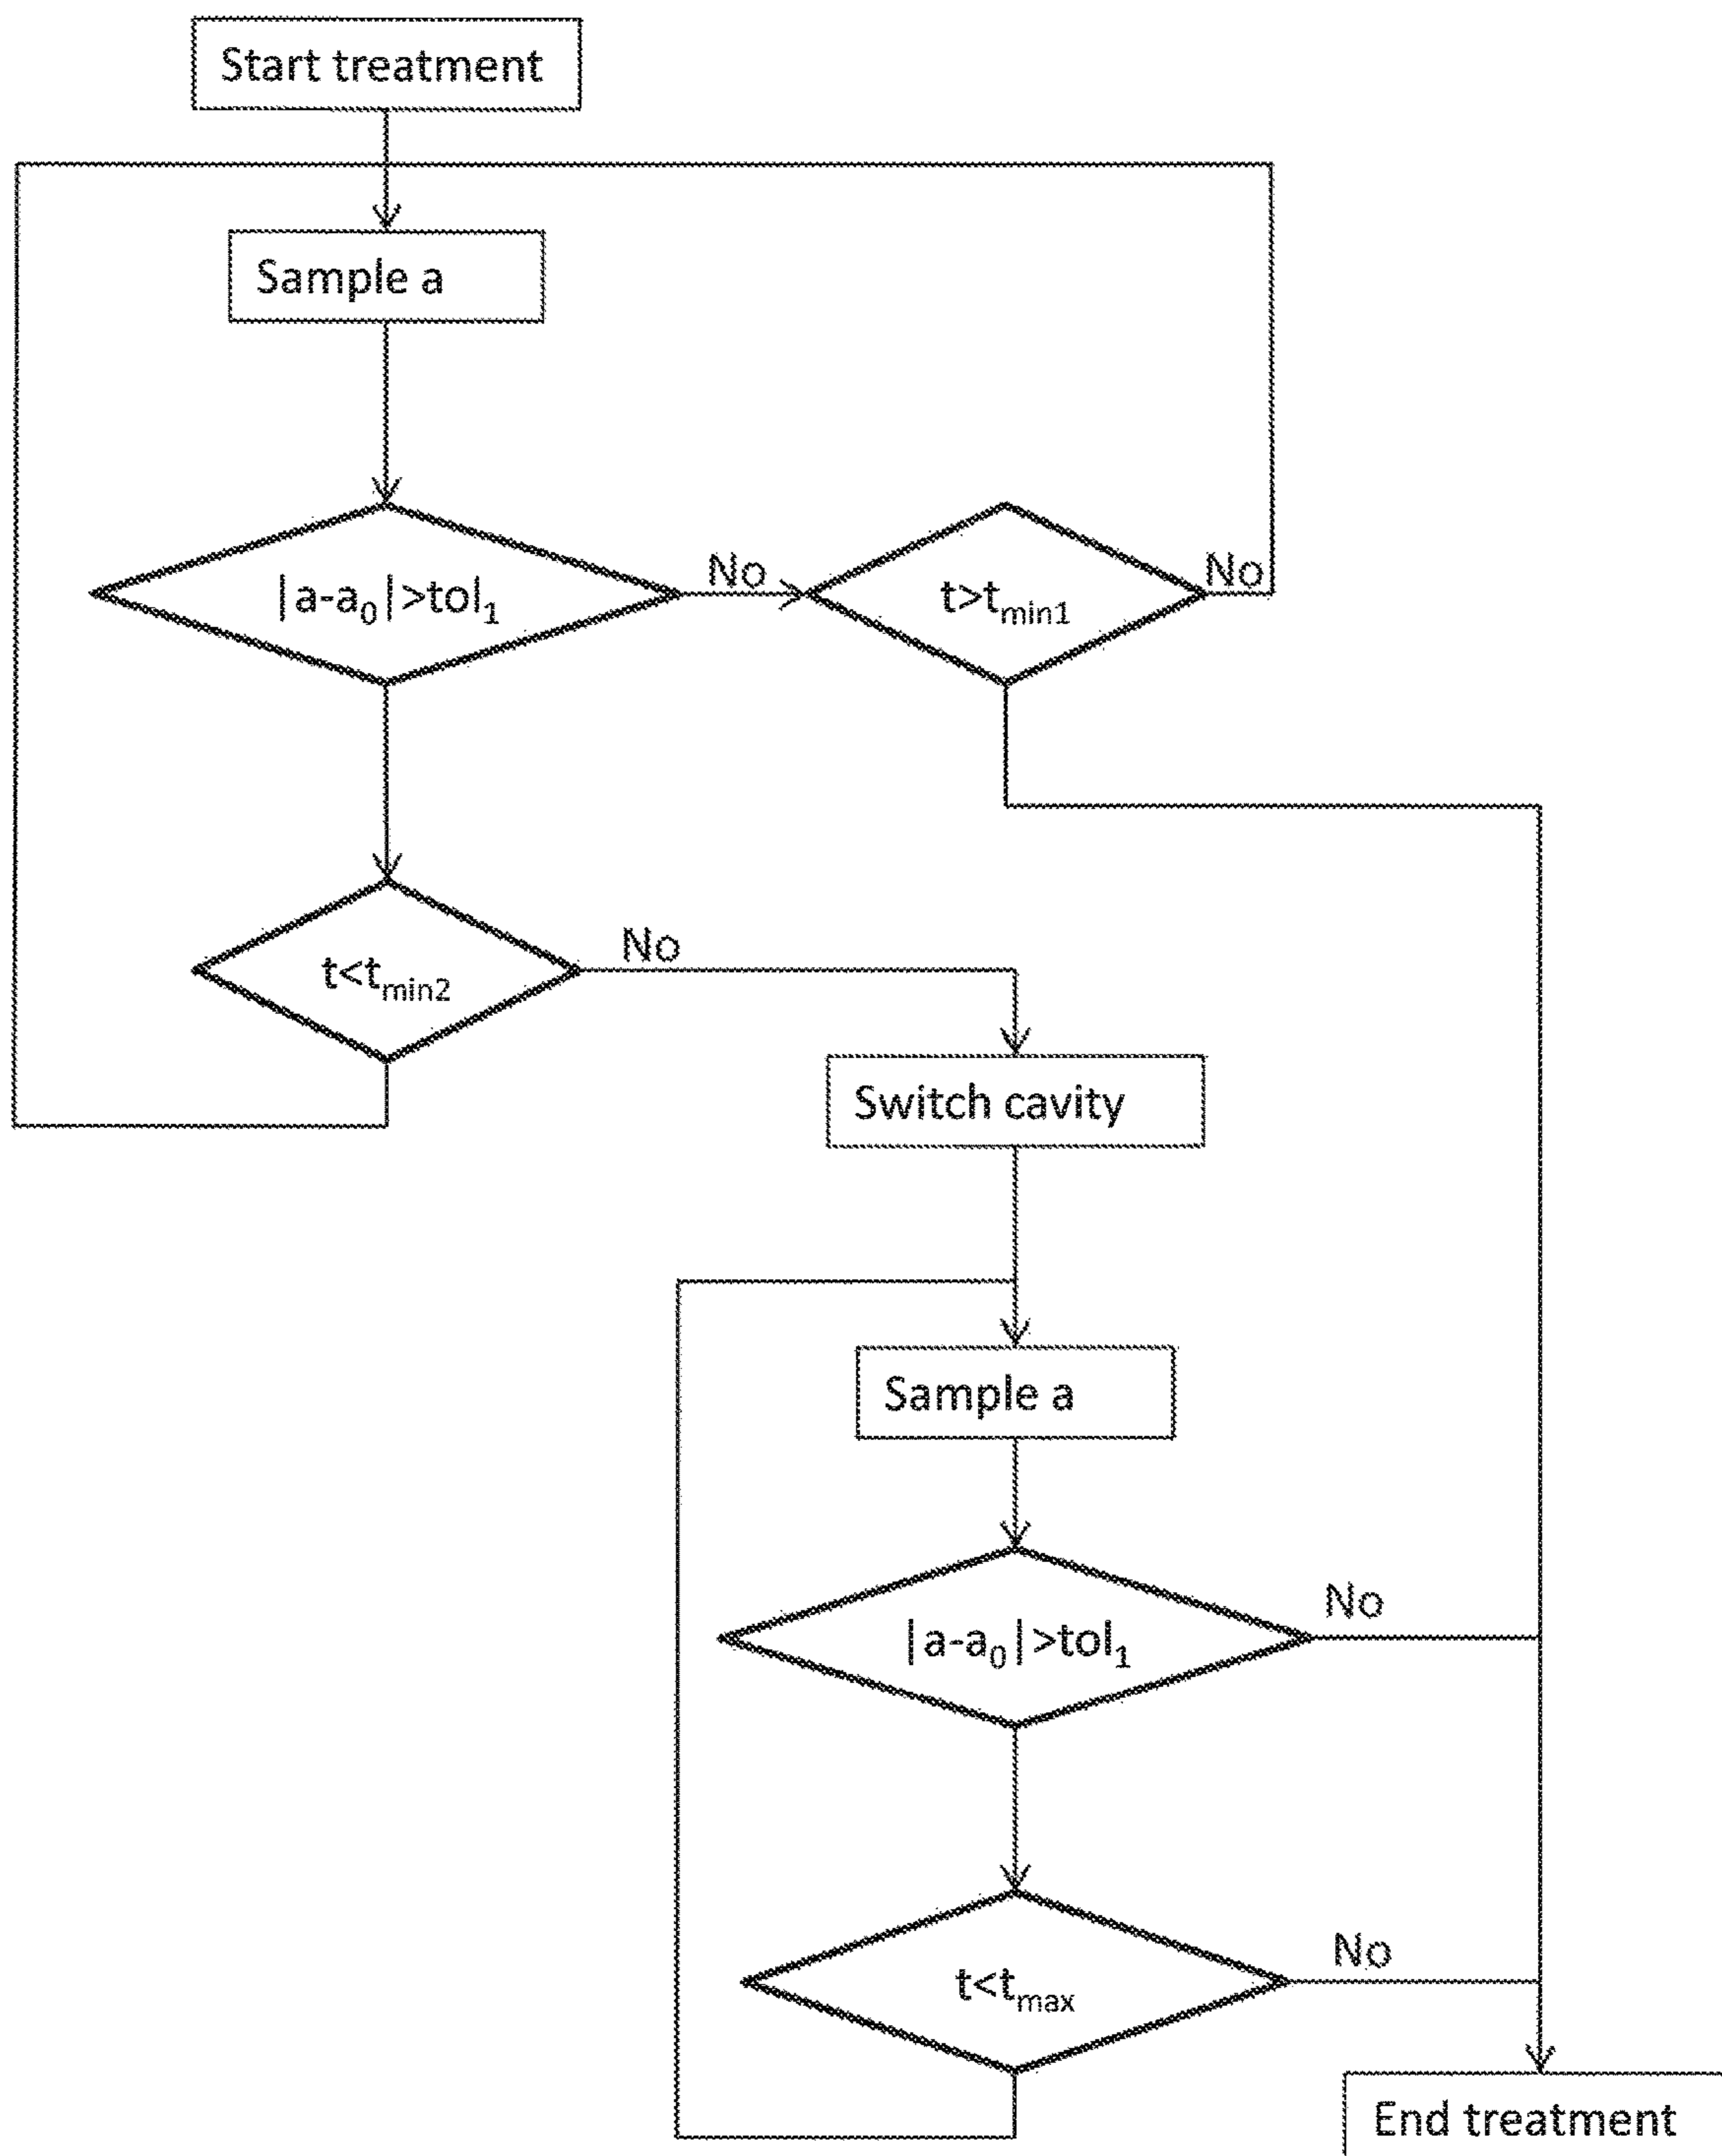 Start treatment
Sample a
|a-a₀|>tol₁
No
t>tₘᵢₙ₁
No
t<tₘᵢₙ₂
No
Switch cavity
Sample a
|a-a₀|>tol₁
No
t<tₘₐₓ
No
End treatment